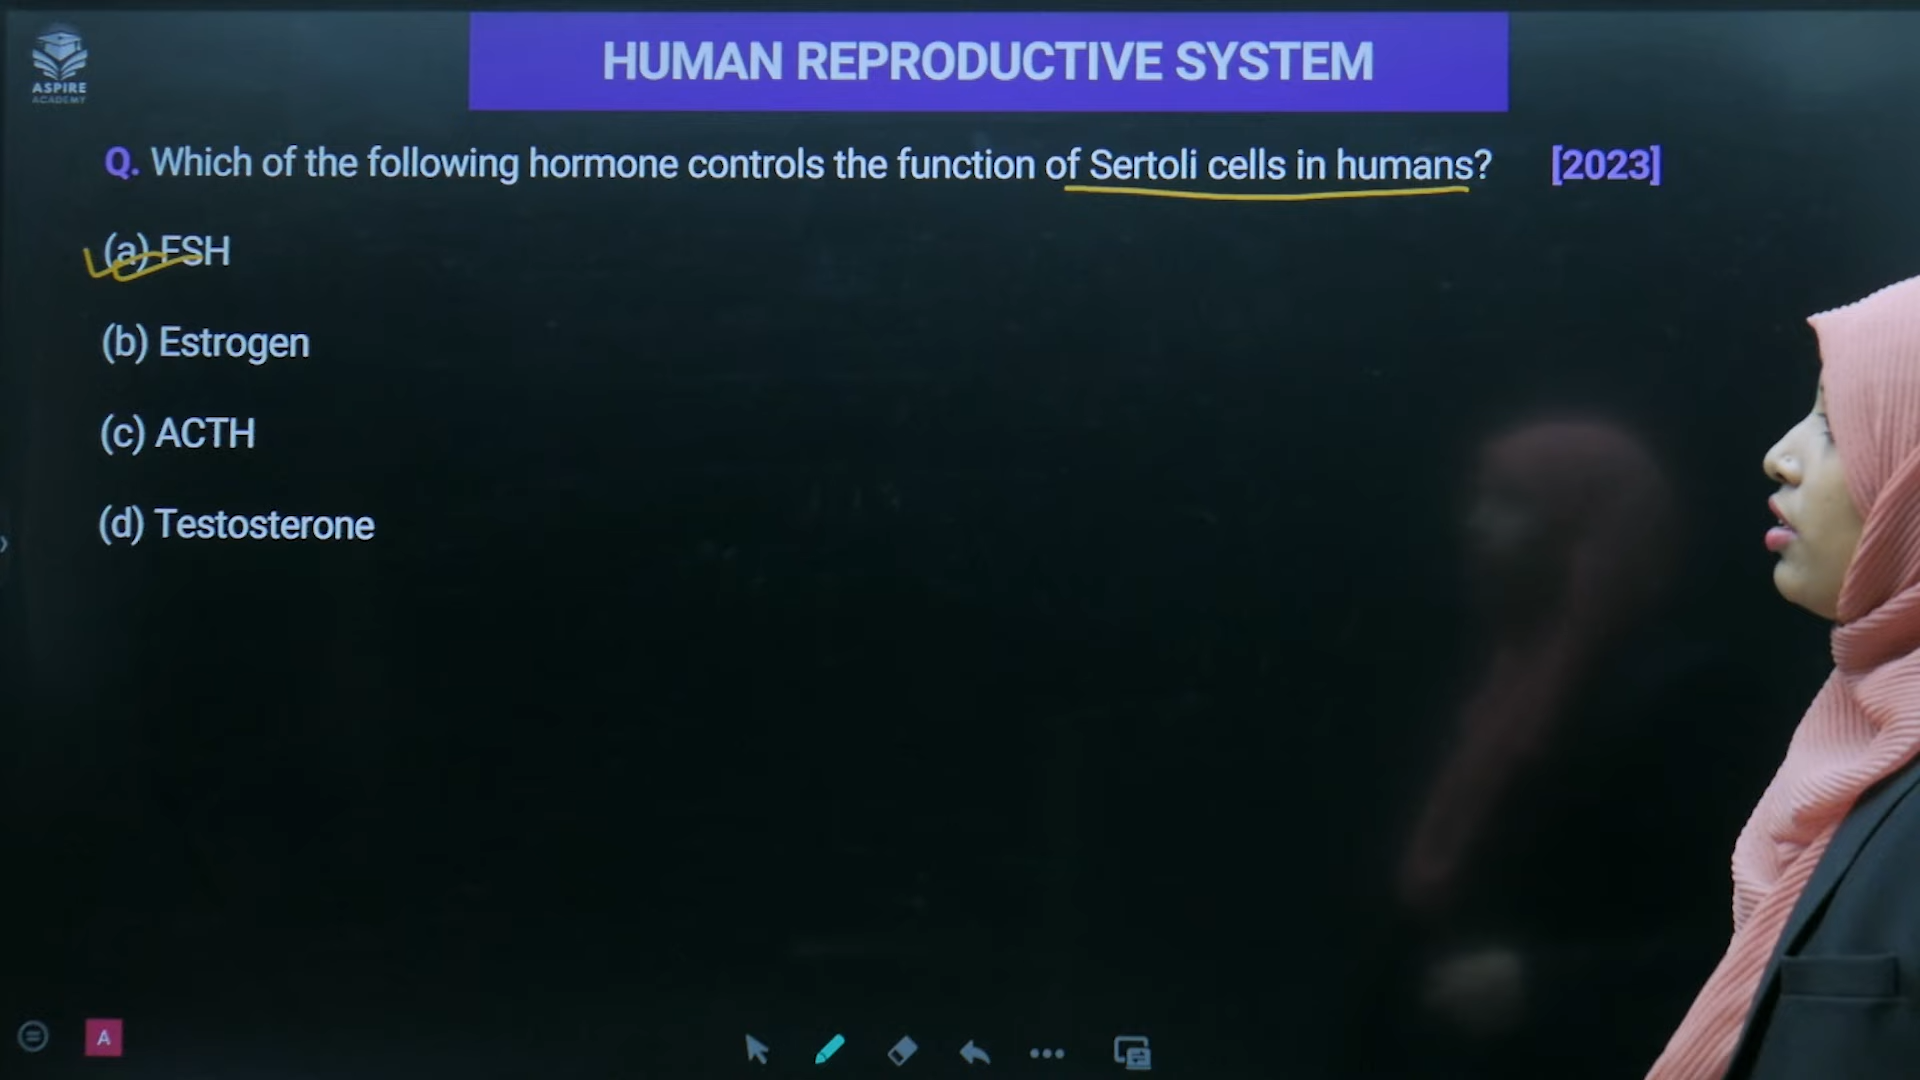 ASPIRE
ACADEMY
HUMAN REPRODUCTIVE SYSTEM
Q. Which of the following hormone controls the function of Sertoli cells in humans? [2023]
(a) FSH
(b) Estrogen
(c) ACTH
(d) Testosterone
A